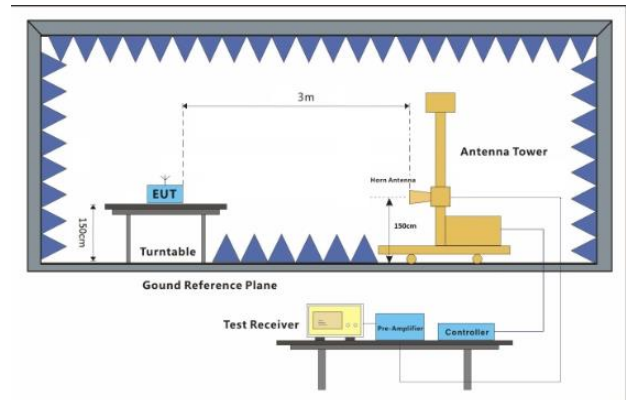 3m
Antenna Tower
Horn Antenna
EUT
150cm
150cm
Turntable
Gound Reference Plane
Test Receiver
Pre-Amplifier
Controller